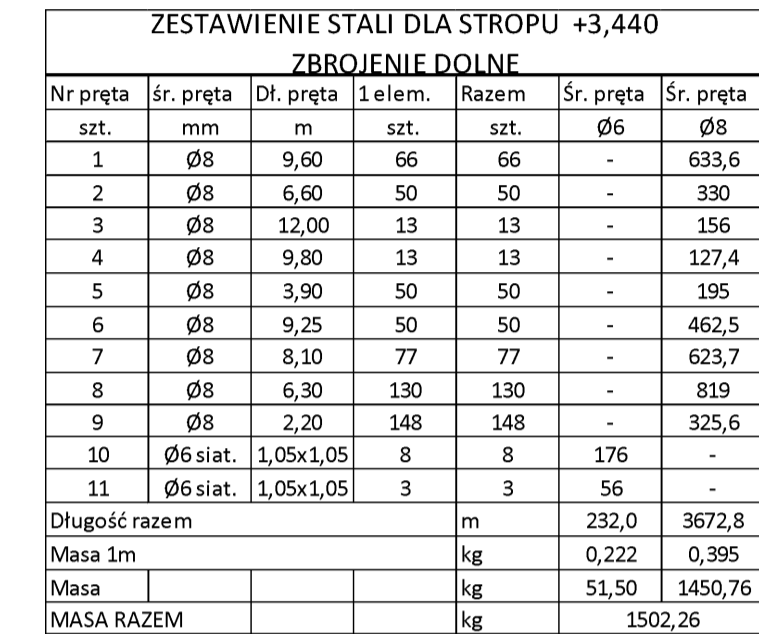 ZESTAWIENIE STALI DLA STROPU +3,440
ZBROJENIE DOLNE
Nr pręta śr. pręta Dł. pręta 1 elem. Razem Śr. pręta Śr. pręta
szt. mm m szt. szt. Ø6 Ø8
1 Ø8 9,60 66 66 - 633,6
2 Ø8 6,60 50 50 - 330
3 Ø8 12,00 13 13 - 156
4 Ø8 9,80 13 13 - 127,4
5 Ø8 3,90 50 50 - 195
6 Ø8 9,25 50 50 - 462,5
7 Ø8 8,10 77 77 - 623,7
8 Ø8 6,30 130 130 - 819
9 Ø8 2,20 148 148 - 325,6
10 Ø6 siat. 1,05x1,05 8 8 176 -
11 Ø6 siat. 1,05x1,05 3 3 56 -
Długość razem m 232,0 3672,8
Masa 1m kg 0,222 0,395
Masa kg 51,50 1450,76
MASA RAZEM kg 1502,26